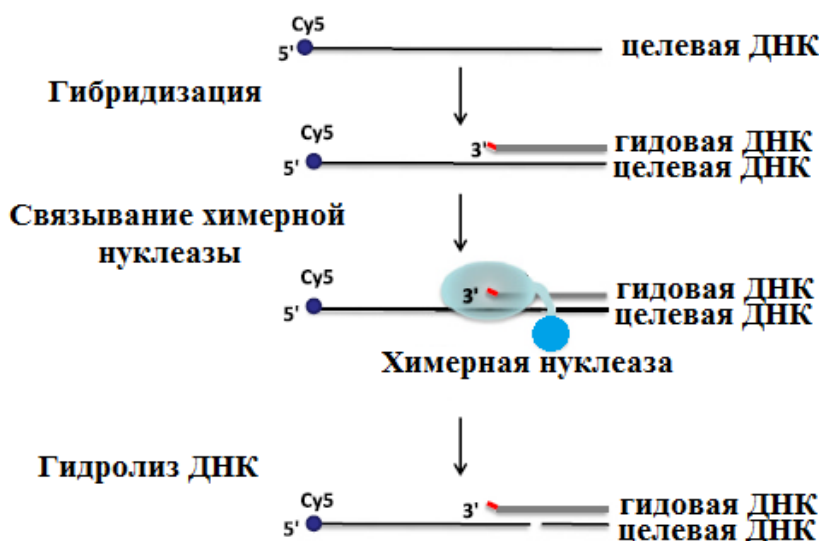 Cy5
5'
целевая ДНК
Гибридизация
Cy5
3'
гидовая ДНК
5'
целевая ДНК
Связывание химерной
нуклеазы
Cy5
3'
гидовая ДНК
5'
целевая ДНК
Химерная нуклеаза
Гидролиз ДНК
Cy5
3'
гидовая ДНК
5'
целевая ДНК